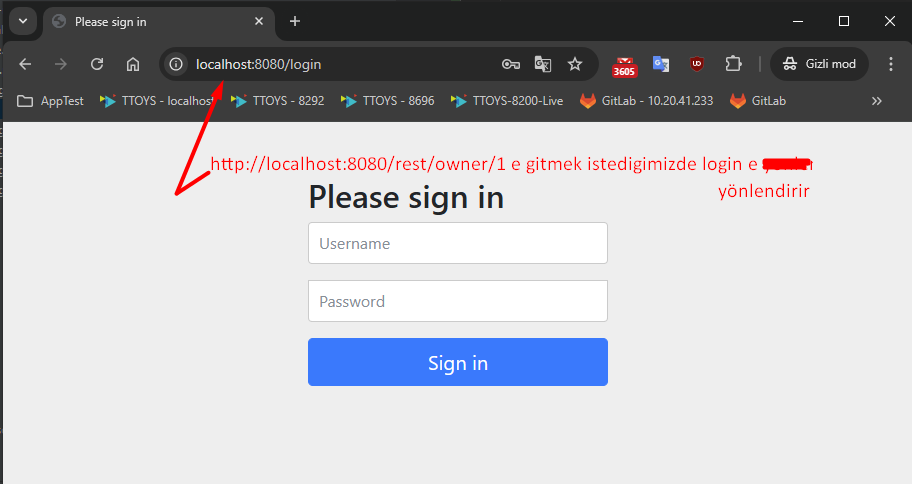 Please sign in
localhost:8080/login
3605
Gizli mod
AppTest
TTOYS - localhost
TTOYS - 8292
TTOYS - 8696
TTOYS-8200-Live
GitLab - 10.20.41.233
GitLab
http://localhost:8080/rest/owner/1 e gitmek istedigimizde login e
yönlendirir
Please sign in
Username
Password
Sign in